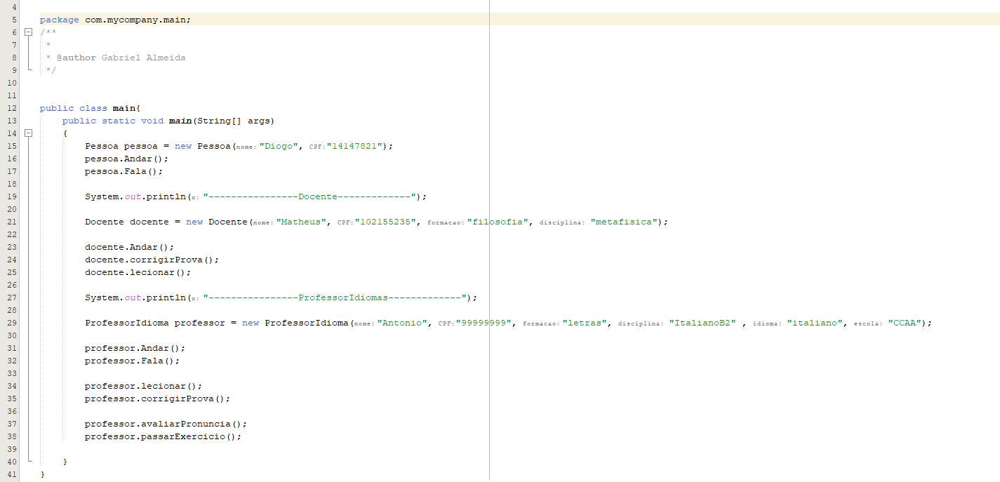 4
5 package com.mycompany.main;
6 /**
7 *
8 * @author Gabriel Almeida
9 */
10
11
12 public class main{
13 public static void main(String[] args)
14 {
15 Pessoa pessoa = new Pessoa(nome: "Diogo", CPF: "14147821");
16 pessoa.Andar();
17 pessoa.Fala();
18
19 System.out.println(x: "----------------Docente-------------");
20
21 Docente docente = new Docente(nome: "Matheus", CPF: "102155235", formacao: "filosofia", disciplina: "metafisica");
22
23 docente.Andar();
24 docente.corrigirProva();
25 docente.lecionar();
26
27 System.out.println(x: "----------------ProfessorIdiomas-------------");
28
29 ProfessorIdioma professor = new ProfessorIdioma(nome: "Antonio", CPF: "99999999", formacao: "letras", disciplina: "ItalianoB2" , idioma: "italiano", escola: "CCAA");
30
31 professor.Andar();
32 professor.Fala();
33
34 professor.lecionar();
35 professor.corrigirProva();
36
37 professor.avaliarPronuncia();
38 professor.passarExercicio();
39
40 }
41 }